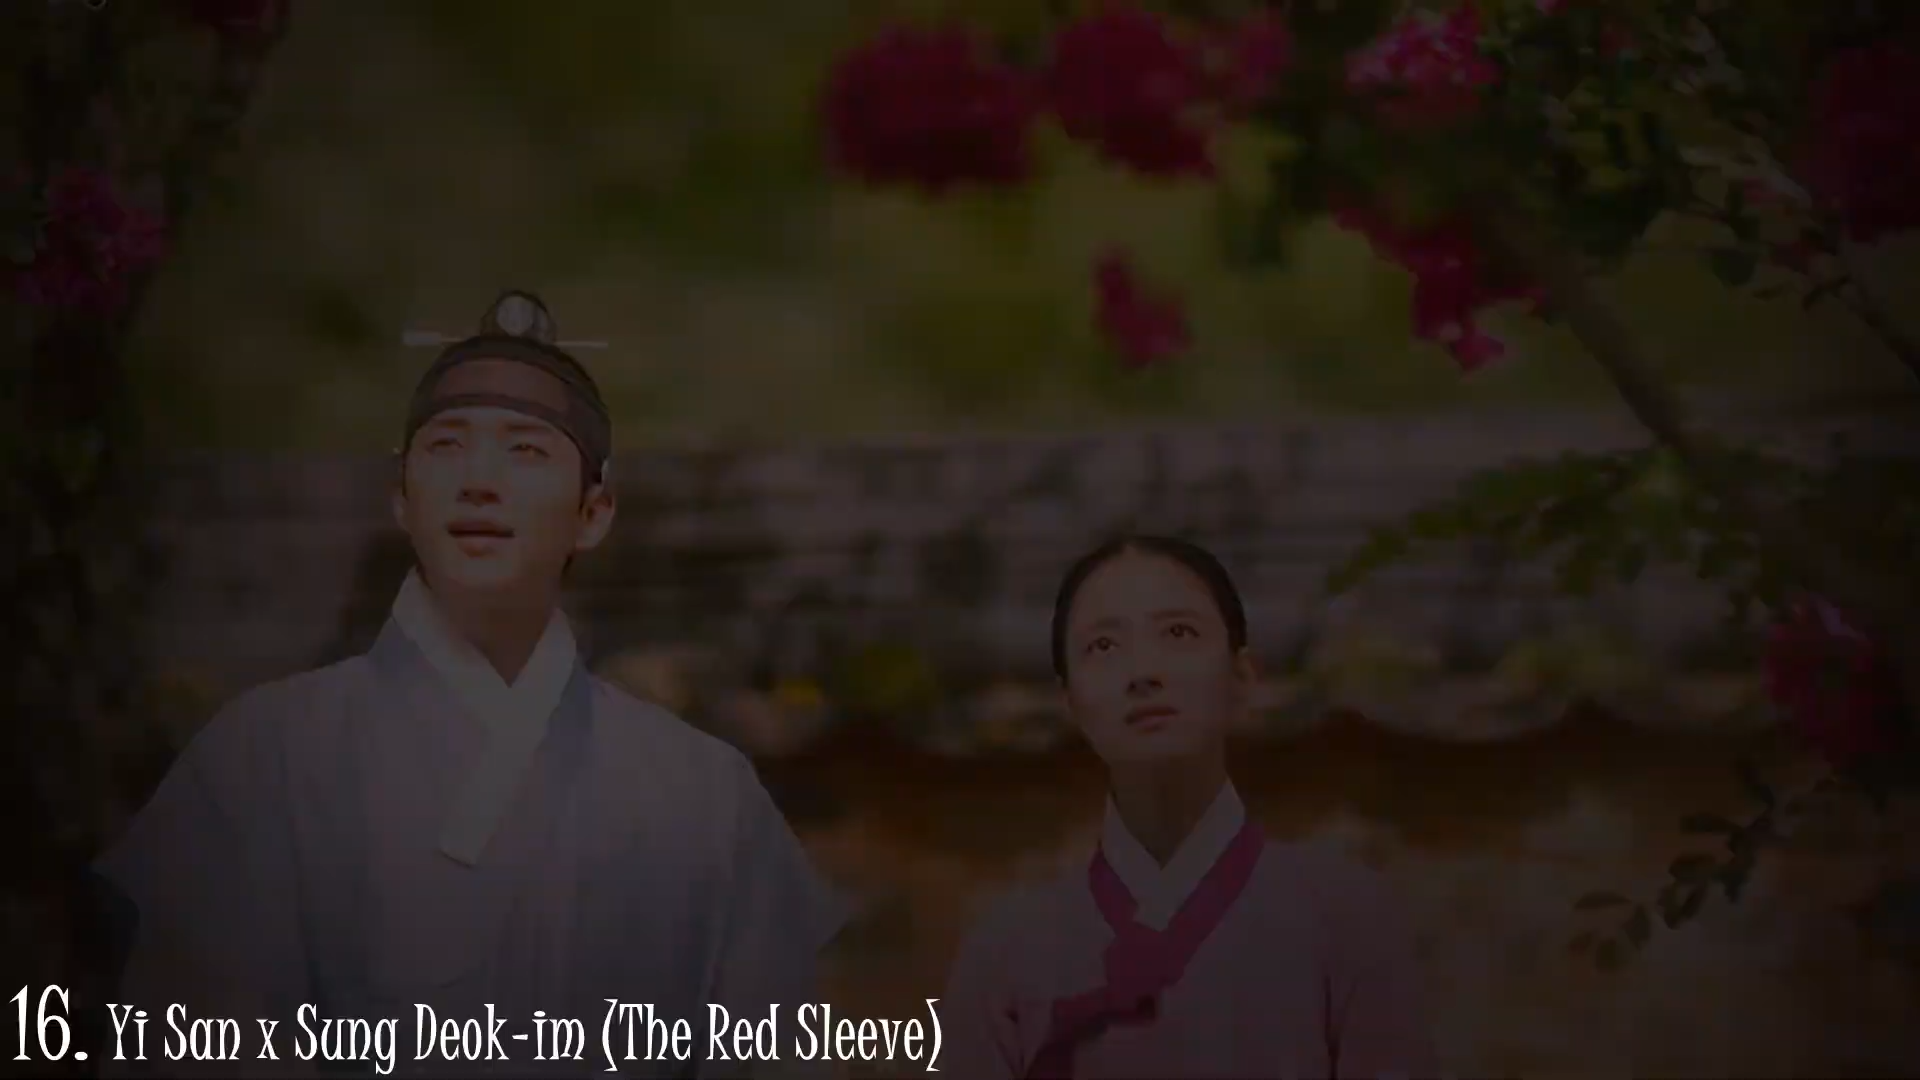 16. Yi San x Sung Deok-im (The Red Sleeve)